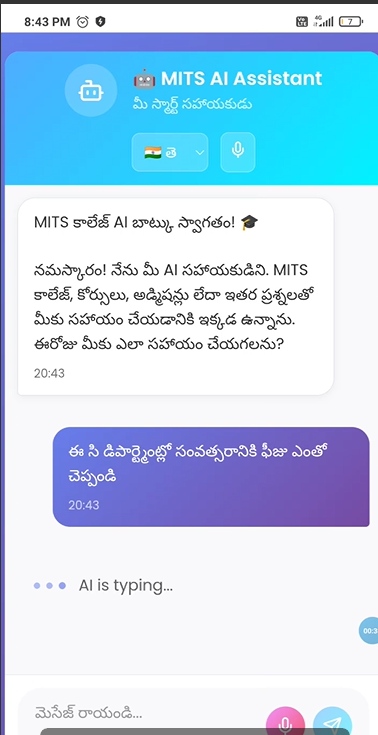 8:43 PM
4G
7
🤖 MITS AI Assistant
మీ స్మార్ట్ సహాయకుడు
🇮🇳 తె
MITS కాలేజ్ AI బాట్కు స్వాగతం! 🎓
నమస్కారం! నేను మీ AI సహాయకుడిని. MITS
కాలేజ్, కోర్సులు, అడ్మిషన్లు లేదా ఇతర ప్రశ్నలతో
మీకు సహాయం చేయడానికి ఇక్కడ ఉన్నాను.
ఈరోజు మీకు ఎలా సహాయం చేయగలను?
20:43
ఈ సి డిపార్ట్మెంట్లో సంవత్సరానికి ఫీజు ఎంతో
చెప్పండి
20:43
AI is typing...
మెసేజ్ రాయండి...